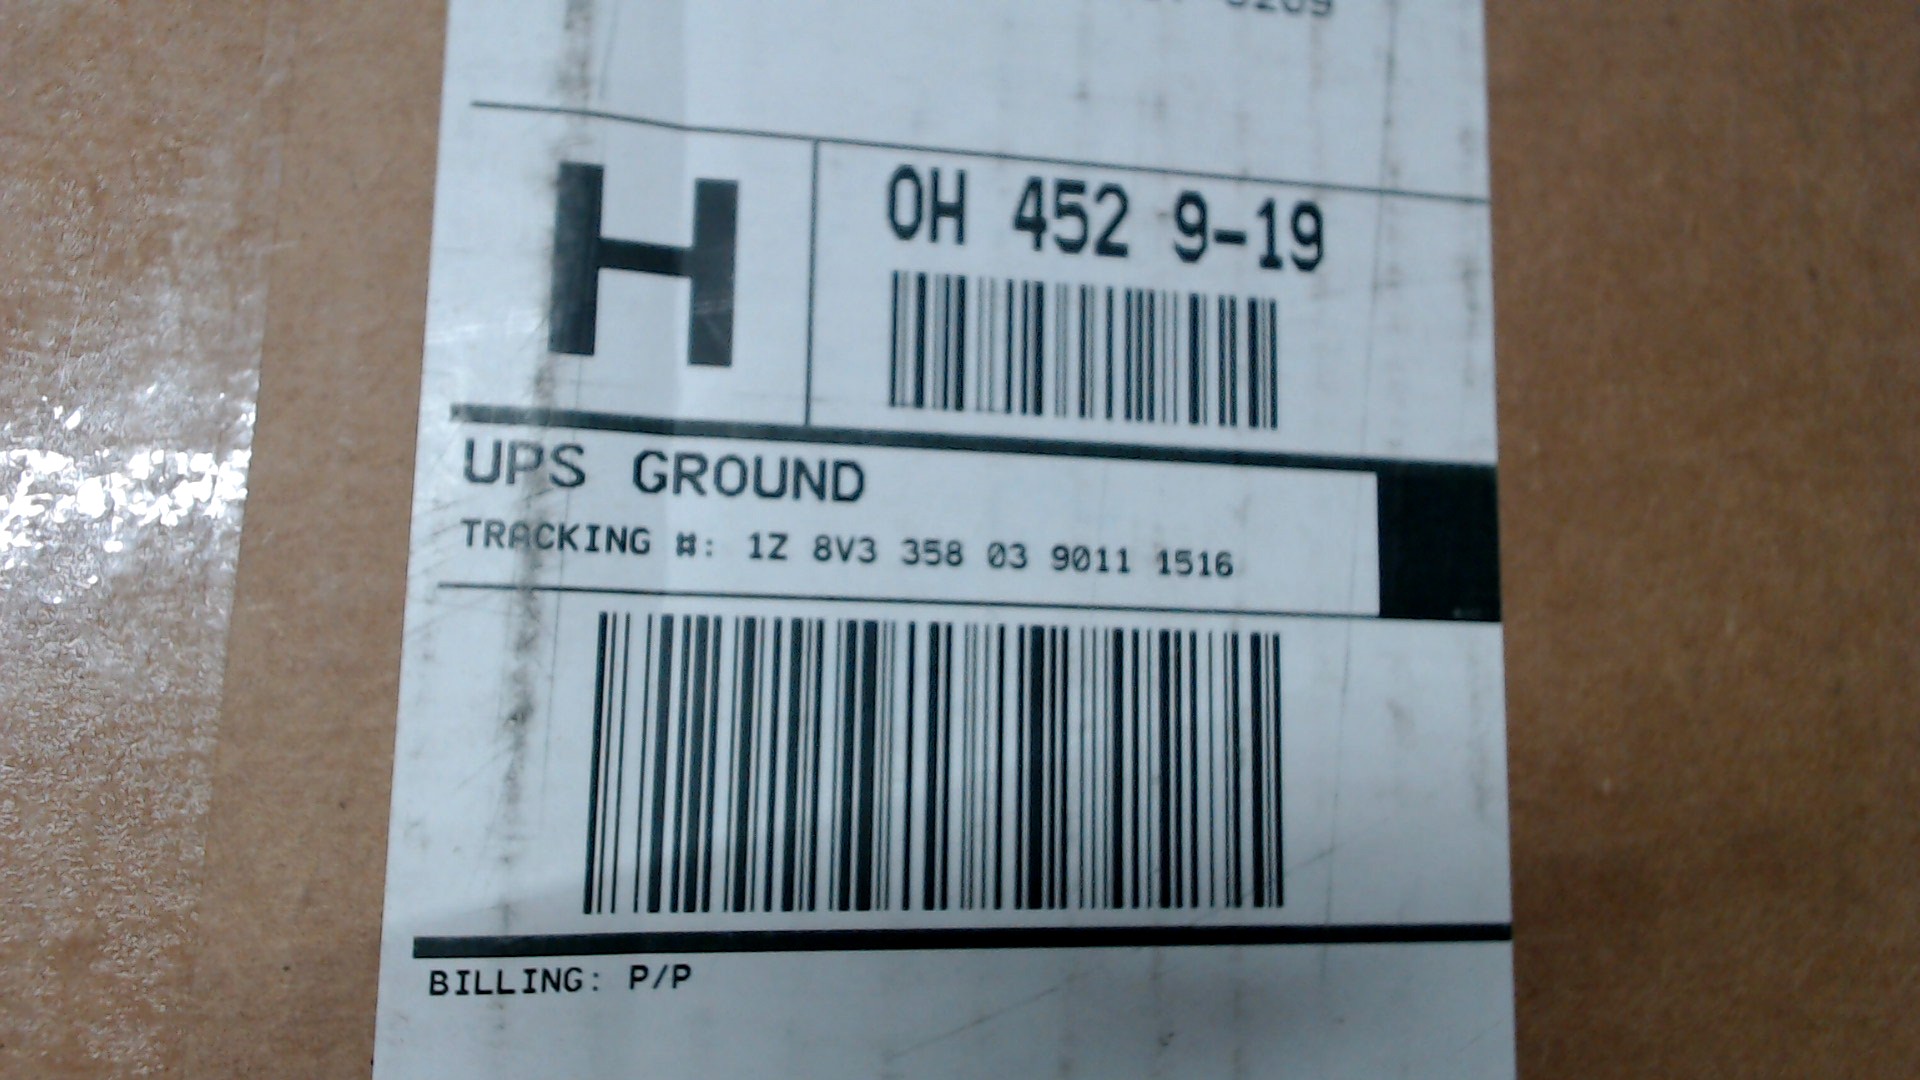 H
OH 452 9-19
UPS GROUND
TRACKING #: 1Z 8V3 358 03 9011 1516
BILLING: P/P